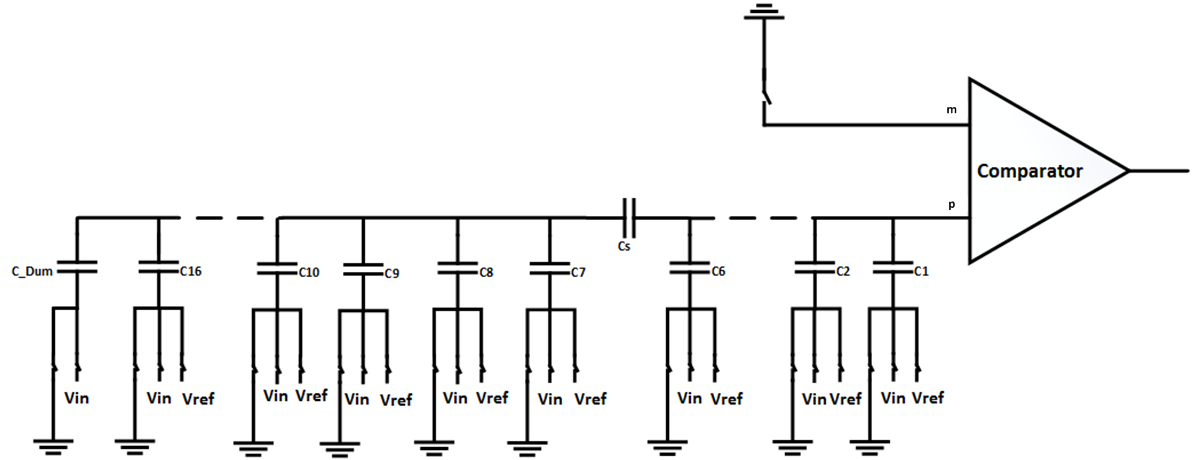 m
Comparator
p
Cs
C_Dum
C16
C10
C9
C8
C7
C6
C2
C1
Vin
Vin Vref
Vin Vref
Vin Vref
Vin Vref
Vin Vref
Vin Vref
Vin Vref
Vin Vref